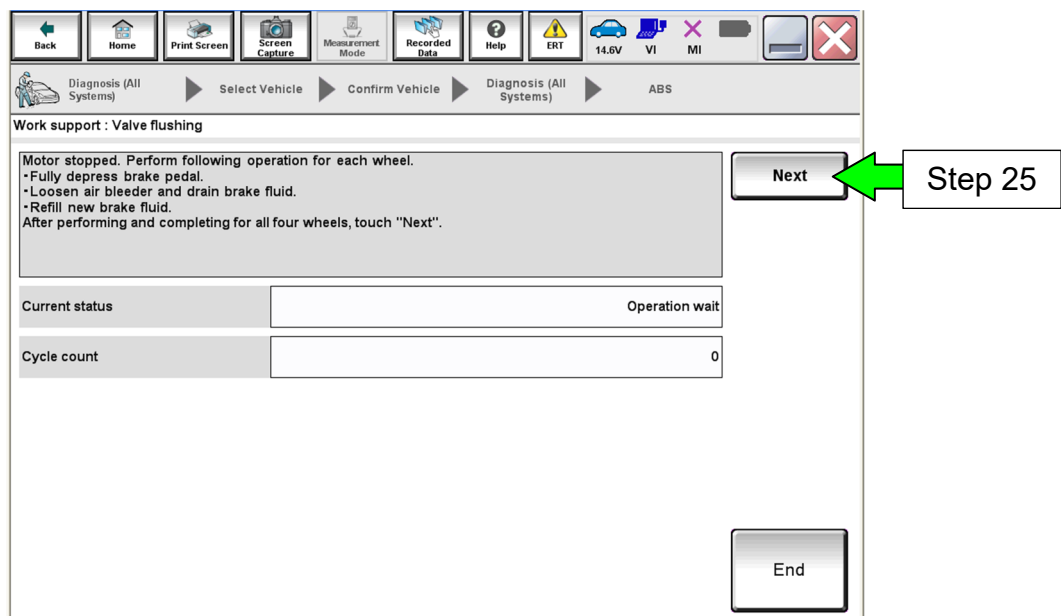 Back
Home
Print Screen
Screen Capture
Measurement Mode
Recorded Data
Help
ERT
14.6V
VI
MI
Diagnosis (All Systems)
Select Vehicle
Confirm Vehicle
Diagnosis (All Systems)
ABS
Work support : Valve flushing
Motor stopped. Perform following operation for each wheel.
・Fully depress brake pedal.
・Loosen air bleeder and drain brake fluid.
・Refill new brake fluid.
After performing and completing for all four wheels, touch "Next".
Next
Step 25
Current status
Operation wait
Cycle count
0
End